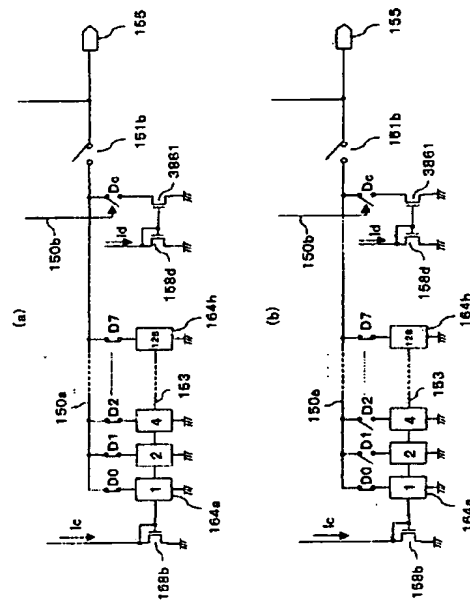 (a)
155
151b
Dc
3861
150b
Id
158d
D7
164h
128
150a
153
D2
4
D1
2
D0
1
164a
Ic
158b
(b)
155
151b
Dc
3861
150b
Id
158d
D7
164h
128
150a
153
D2
4
D1
2
D0
1
164a
Ic
158b